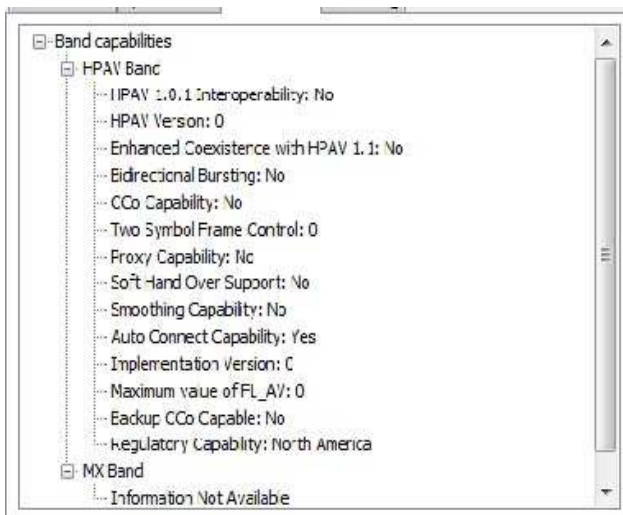 Band capabilities
HPAV Band
HPAV 1.0.1 Interoperability: No
HPAV Version: 0
Enhanced Coexistence with HPAV 1.1: No
Bidirectional Bursting: No
CCo Capability: No
Two Symbol Frame Control: 0
Proxy Capability: No
Soft Hand Over Support: No
Smoothing Capability: No
Auto Connect Capability: Yes
Implementation Version: 0
Maximum value of FL_AV: 0
Backup CCo Capable: No
Regulatory Capability: North America
MX Band
Information Not Available